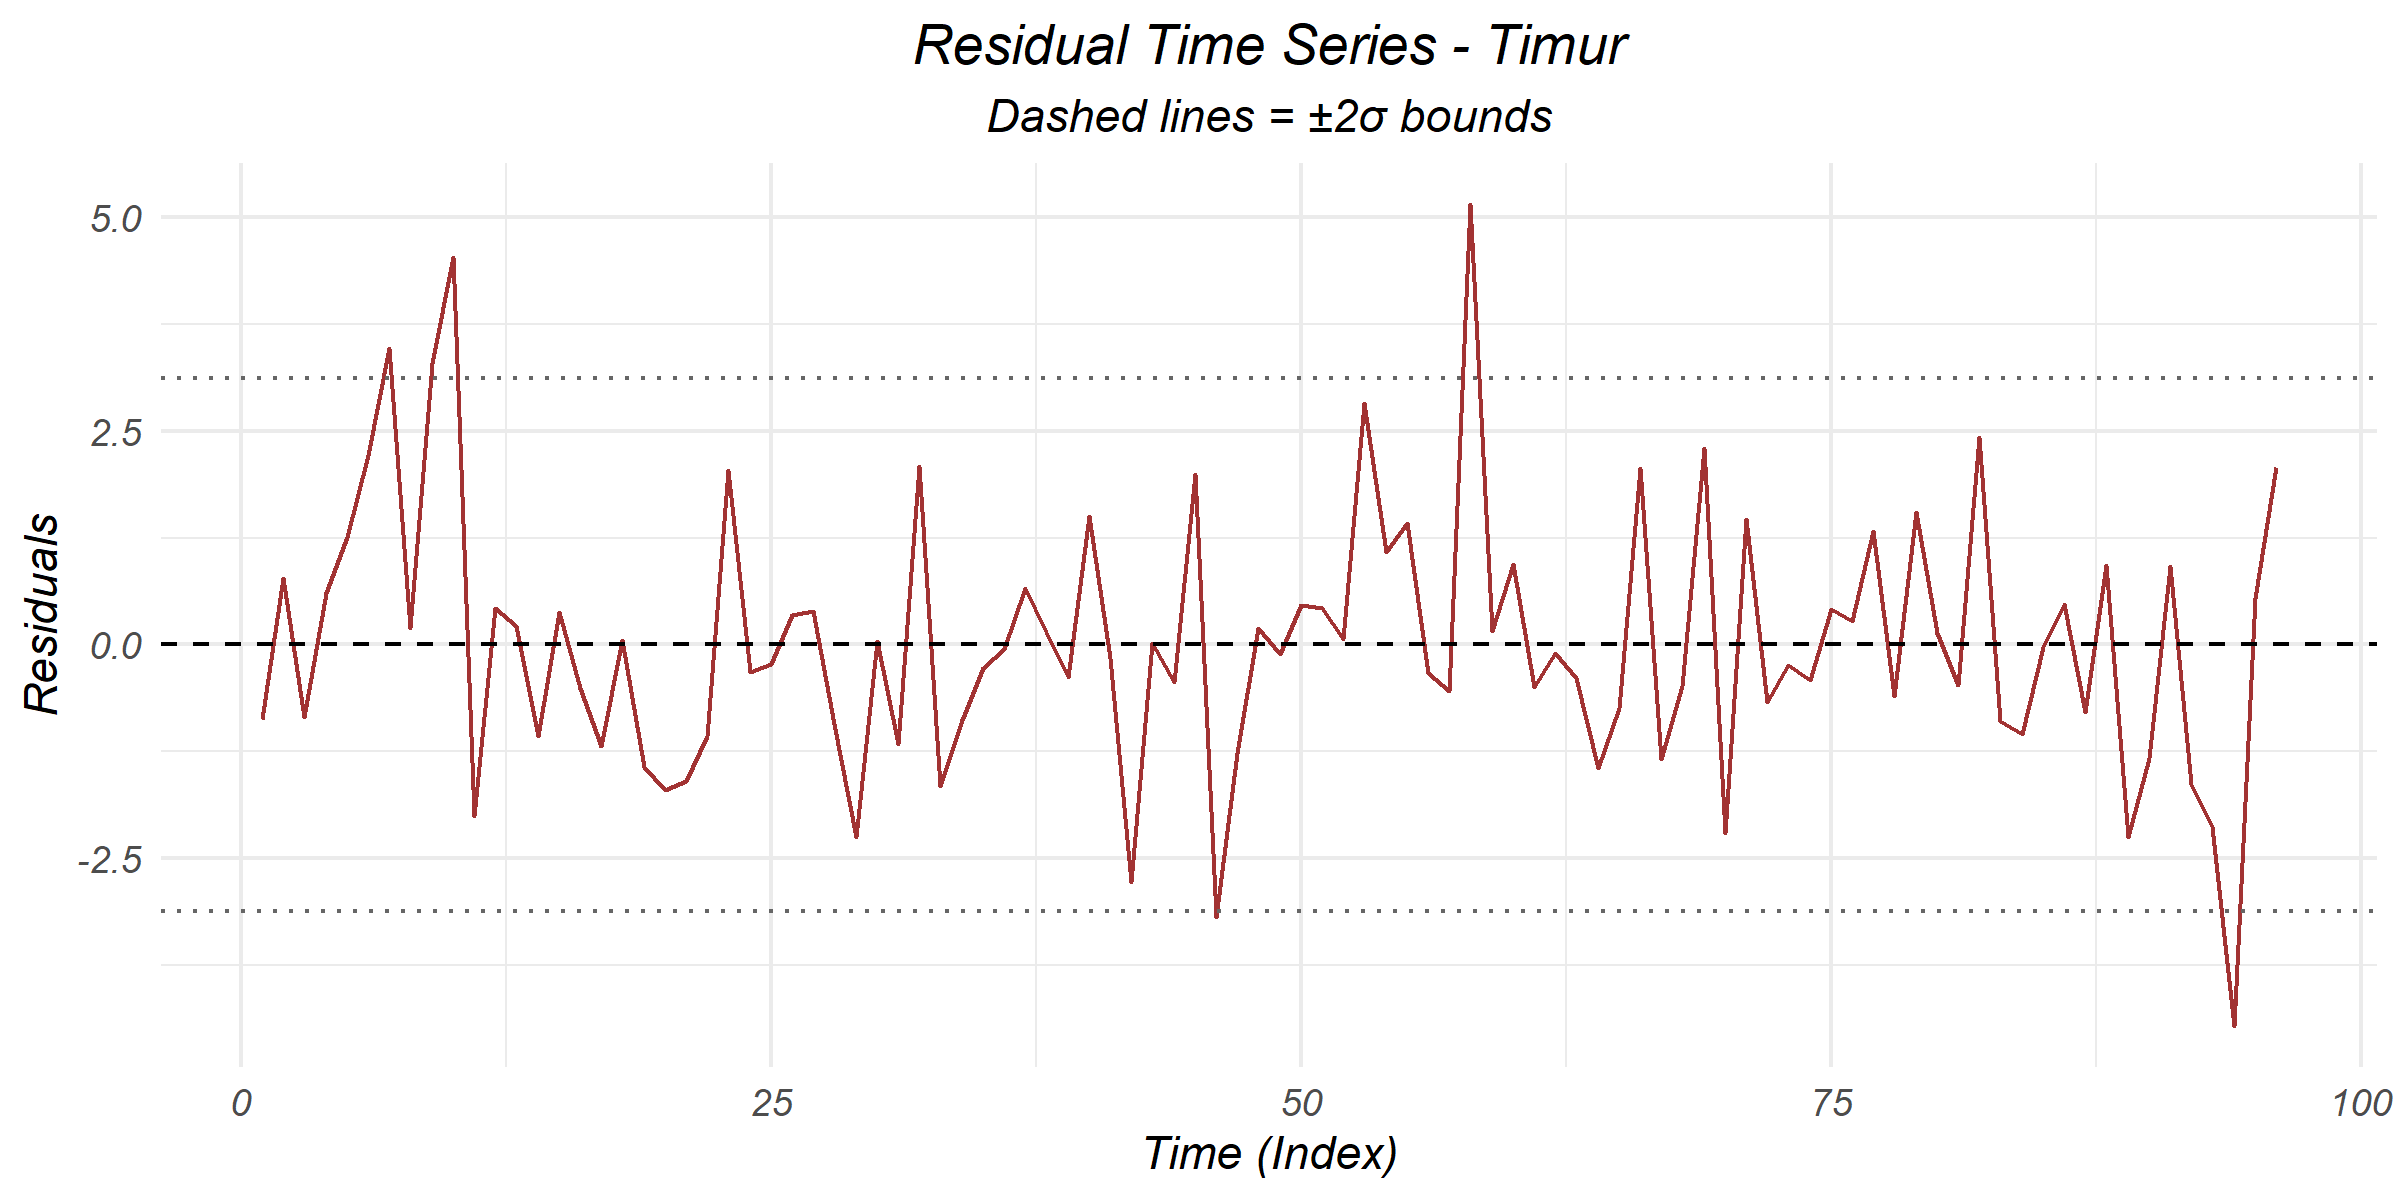 Residual Time Series - Timur
Dashed lines = ±2σ bounds
Residuals
5.0
2.5
0.0
-2.5
0
25
50
75
100
Time (Index)